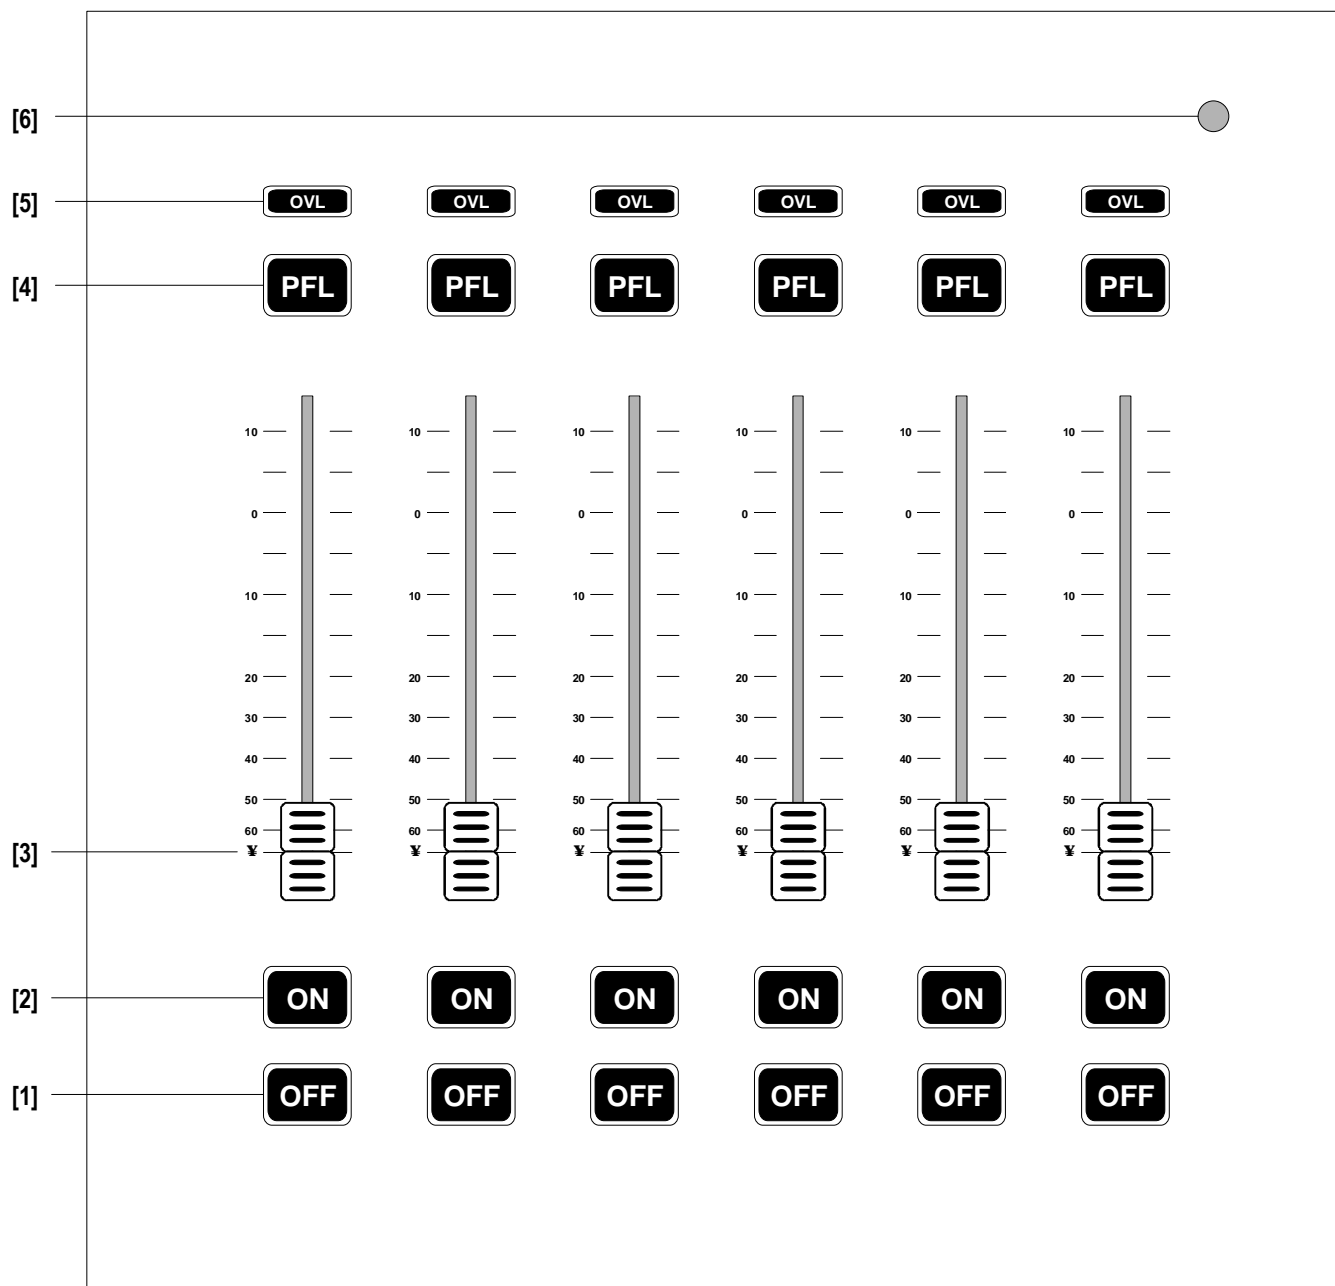 [6]
[5] OVL OVL OVL OVL OVL OVL
[4] PFL PFL PFL PFL PFL PFL
10 10 10 10 10 10
0 0 0 0 0 0
10 10 10 10 10 10
20 20 20 20 20 20
30 30 30 30 30 30
40 40 40 40 40 40
50 50 50 50 50 50
60 60 60 60 60 60
[3] ¥ ¥ ¥ ¥ ¥ ¥
[2] ON ON ON ON ON ON
[1] OFF OFF OFF OFF OFF OFF